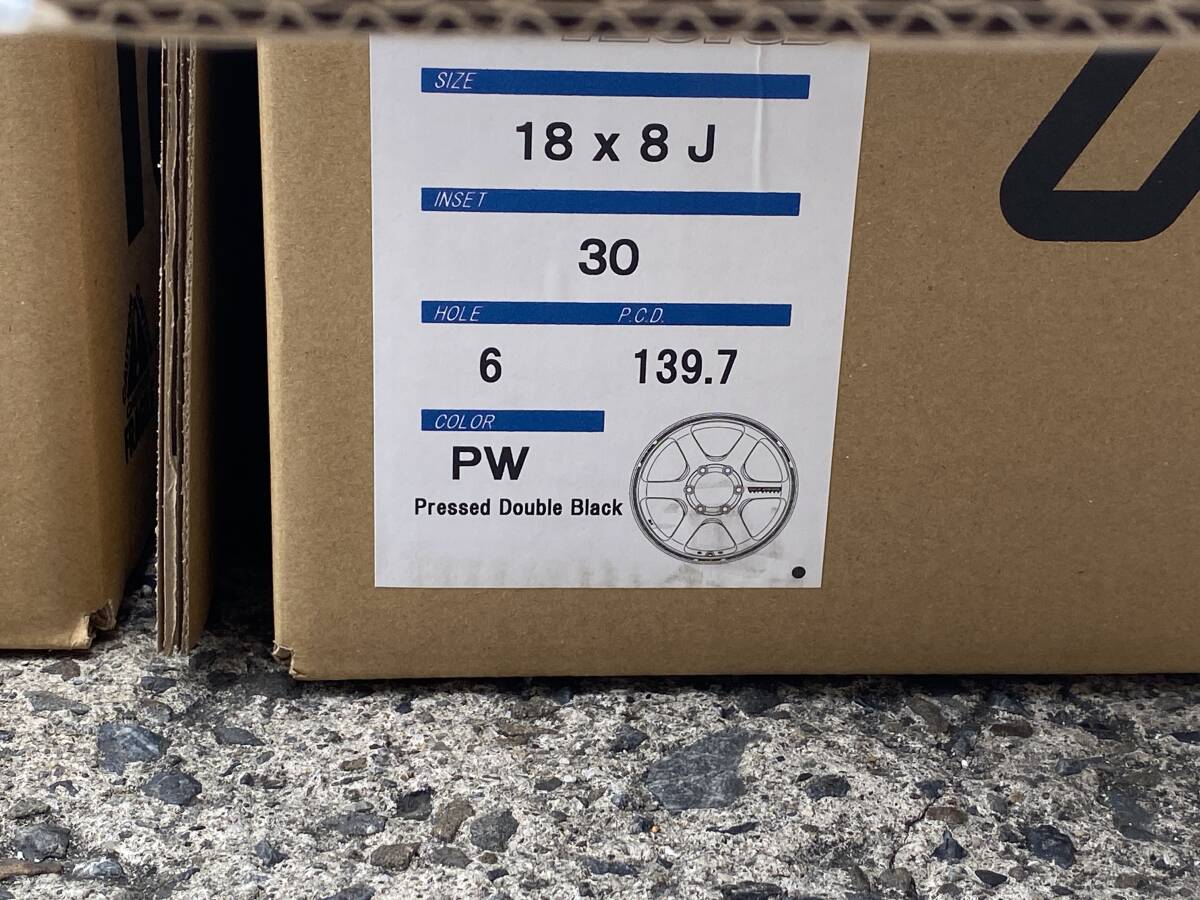 SIZE
18 x 8 J
INSET
30
HOLE P.C.D.
6 139.7
COLOR
PW
Pressed Double Black